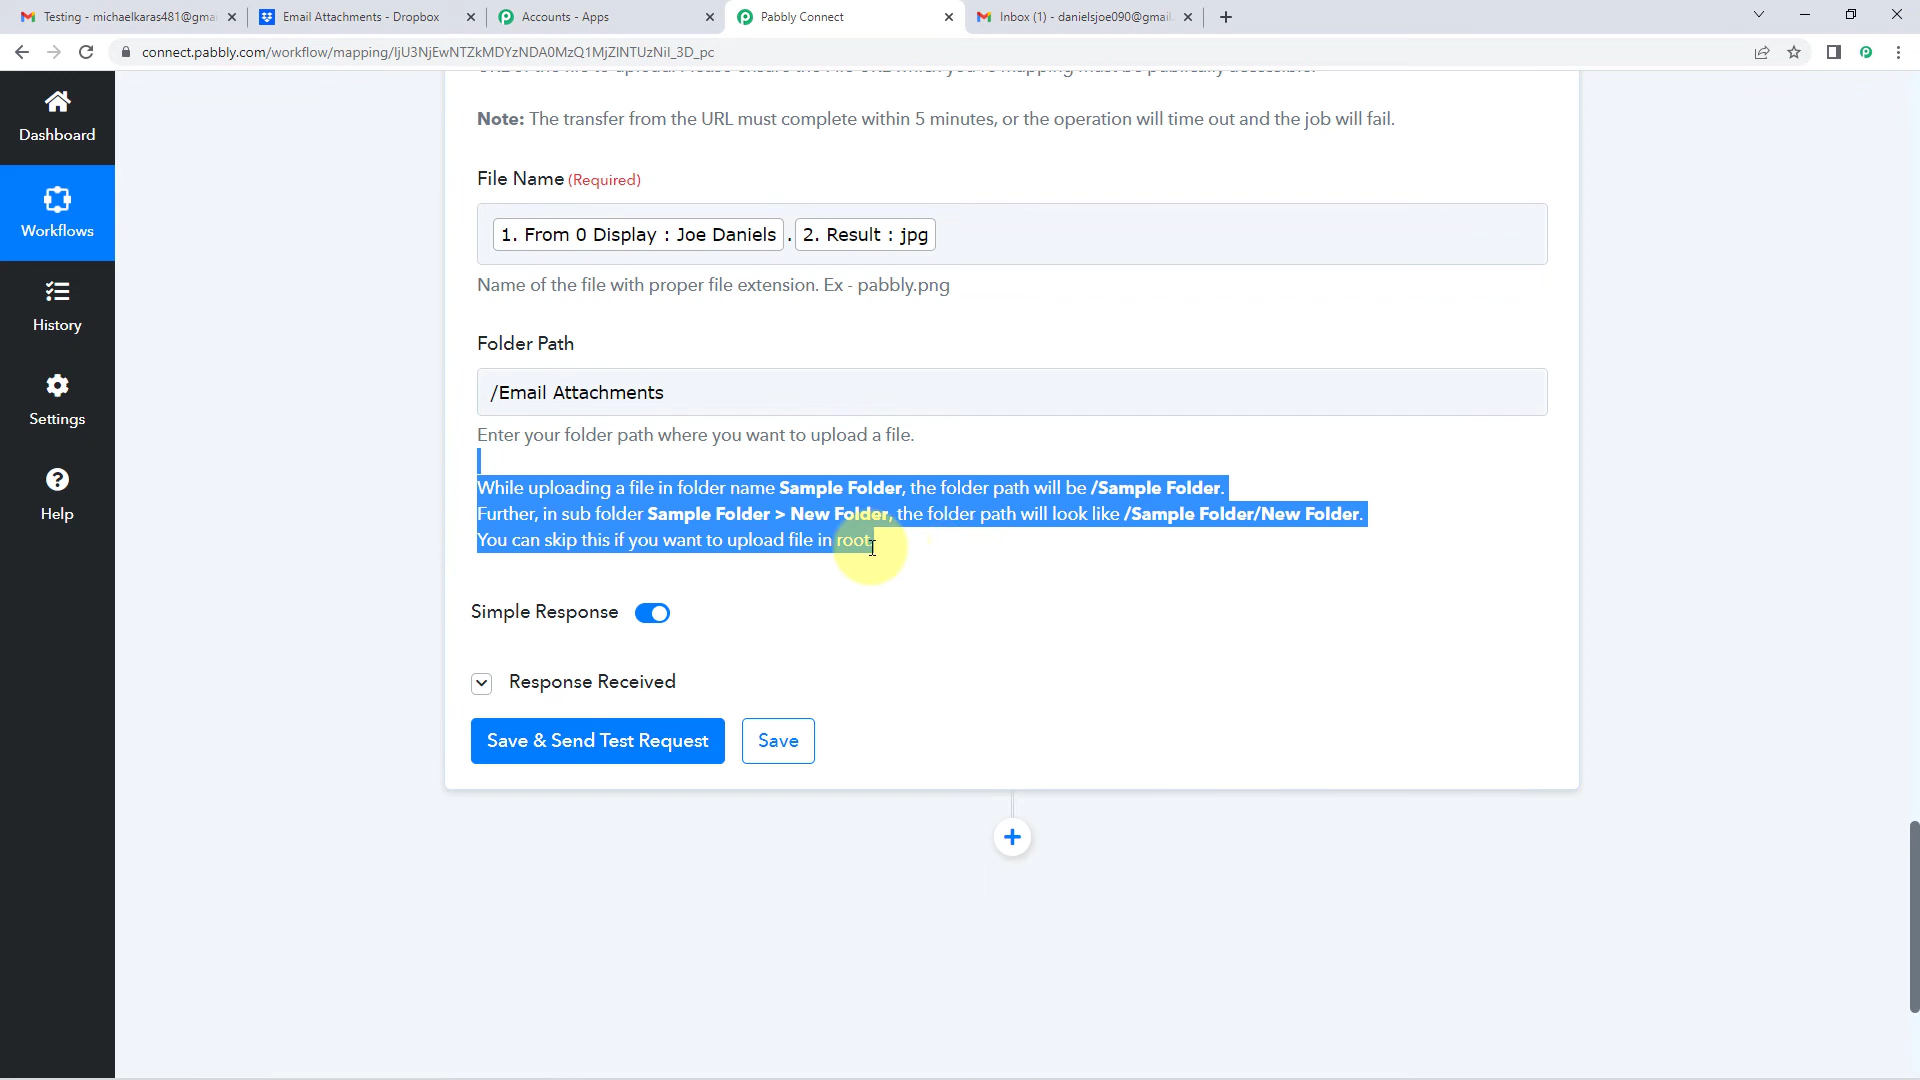 Testing - michaelkaras481@gma
Email Attachments - Dropbox
Accounts - Apps
Pabbly Connect
Inbox (1) - danielsjoe090@gmail.
connect.pabbly.com/workflow/mapping/
Dashboard
Workflows
History
Settings
Help
Note: The transfer from the URL must complete within 5 minutes, or the operation will time out and the job will fail.
File Name (Required)
1. From 0 Display : Joe Daniels . 2. Result : jpg
Name of the file with proper file extension. Ex - pabbly.png
Folder Path
/Email Attachments
Enter your folder path where you want to upload a file.
While uploading a file in folder name Sample Folder, the folder path will be /Sample Folder.
Further, in sub folder Sample Folder > New Folder, the folder path will look like /Sample Folder/New Folder.
You can skip this if you want to upload file in root.
Simple Response
Response Received
Save & Send Test Request
Save